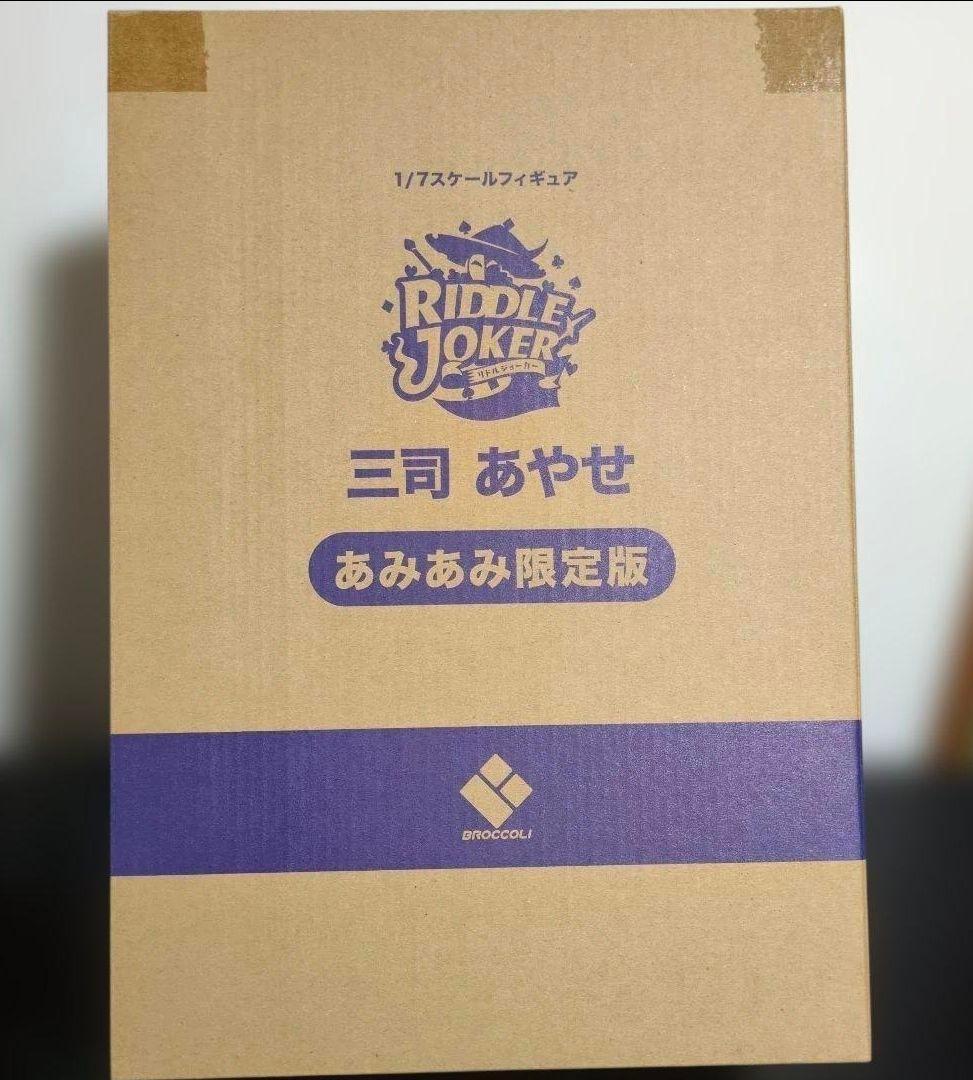 1/7スケールフィギュア
RIDDLE
JOKER
リドルジョーカー
三司 あやせ
あみあみ限定版
BROCCOLI